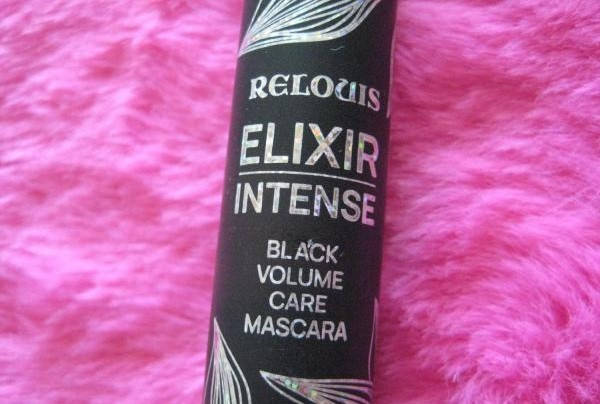 RELOUIS
ELIXIR
INTENSE
BLACK
VOLUME
CARE
MASCARA